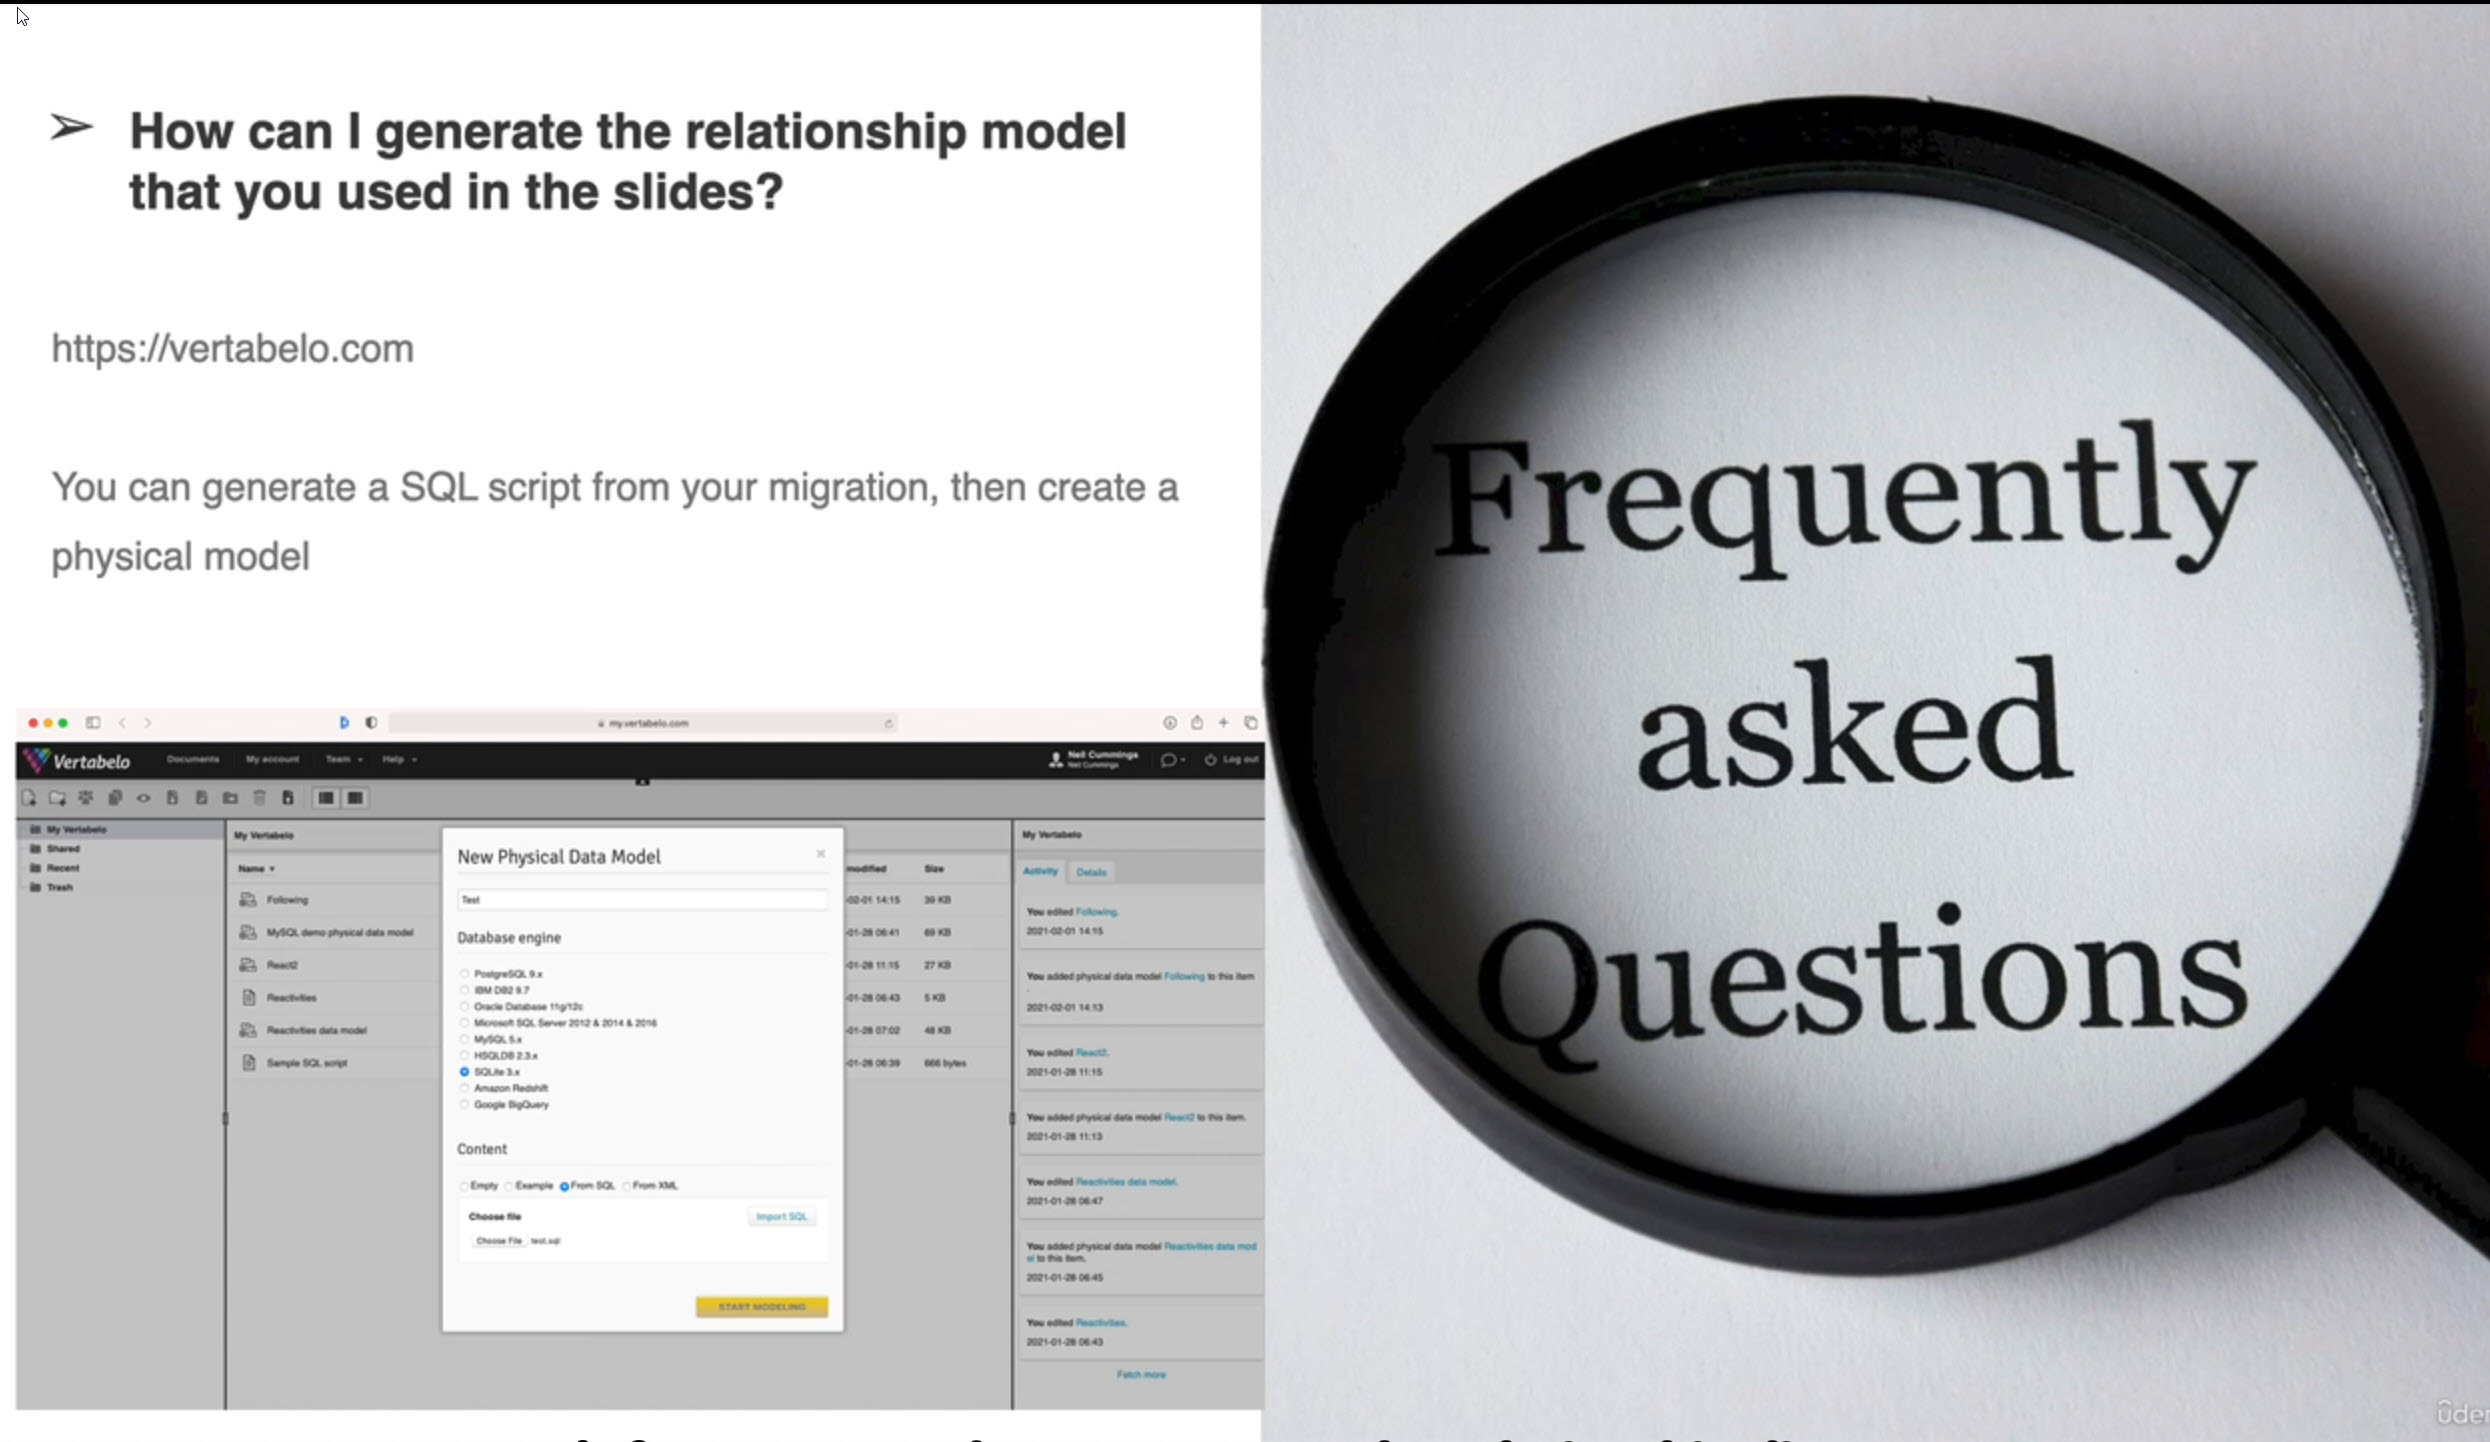 How can I generate the relationship model
that you used in the slides?
https://vertabelo.com
You can generate a SQL script from your migration, then create a
physical model
my.vertabelo.com
Vertabelo
Documents
My account
Team
Help
Neil Cummings
Neil Cummings
Log out
My Vertabelo
Shared
Recent
Trash
My Vertabelo
Name
modified
Size
Following
-02-01 14:15
39 KB
MySQL demo physical data model
-01-28 06:41
69 KB
React2
-01-28 11:15
27 KB
Reactivities
-01-28 06:43
5 KB
Reactivities data model
-01-28 07:02
48 KB
Sample SQL script
-01-28 06:39
666 bytes
New Physical Data Model
Test
Database engine
PostgreSQL 9.x
IBM DB2 9.7
Oracle Database 11g/12c
Microsoft SQL Server 2012 & 2014 & 2016
MySQL 5.x
HSQLDB 2.3.x
SQLite 3.x
Amazon Redshift
Google BigQuery
Content
Empty Example From SQL From XML
Choose file
Import SQL
Choose File test.sql
START MODELING
My Vertabelo
Activity
Details
You edited Following.
2021-02-01 14:15
You added physical data model Following to this item
.
2021-02-01 14:13
You edited React2.
2021-01-28 11:15
You added physical data model React2 to this item.
2021-01-28 11:13
You edited Reactivities data model.
2021-01-28 06:47
You added physical data model Reactivities data mod
el to this item.
2021-01-28 06:45
You edited Reactivities.
2021-01-28 06:43
Fetch more
Frequently
asked
Questions